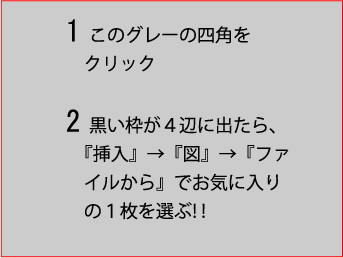 1 このグレーの四角を
クリック
2 黒い枠が４辺に出たら、
『挿入』→『図』→『ファ
イルから』でお気に入り
の１枚を選ぶ!!